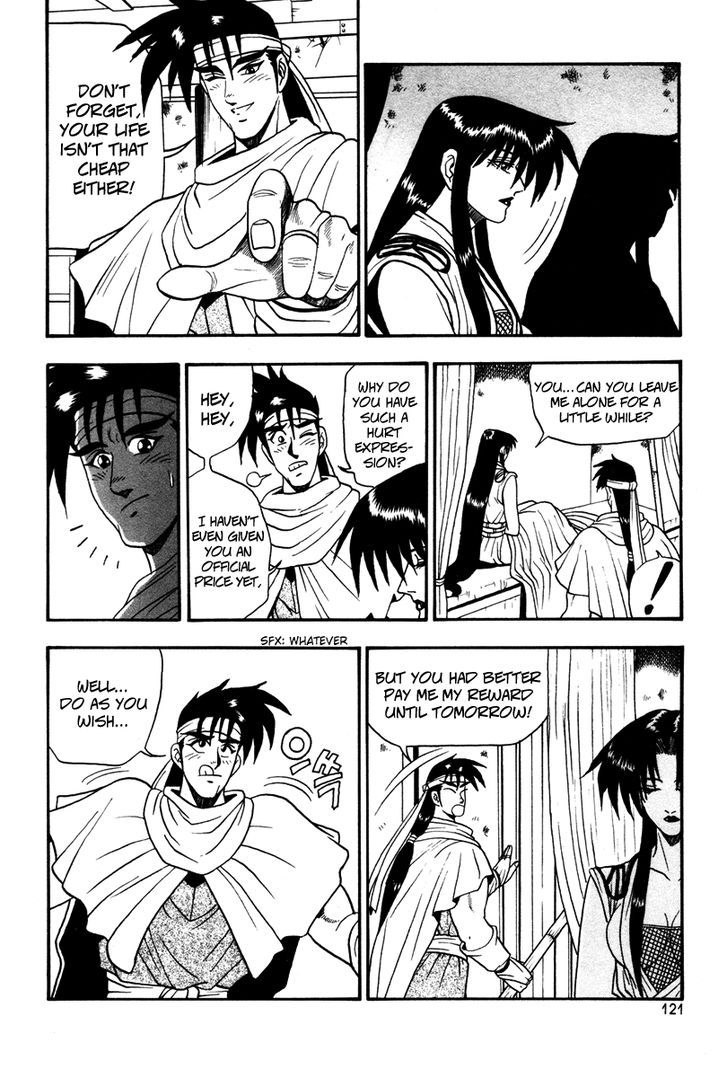 DON'T
FORGET,
YOUR LIFE
ISN'T THAT
CHEAP
EITHER!
HEY,
HEY,
WHY DO
YOU HAVE
SUCH A
HURT
EXPRES-
SION?
I HAVEN'T
EVEN GIVEN
YOU AN
OFFICIAL
PRICE YET,
YOU...CAN YOU LEAVE
ME ALONE FOR A
LITTLE WHILE?
!
SFX: WHATEVER
WELL...
DO AS YOU
WISH...
으쓱
BUT YOU HAD BETTER
PAY ME MY REWARD
UNTIL TOMORROW!
121